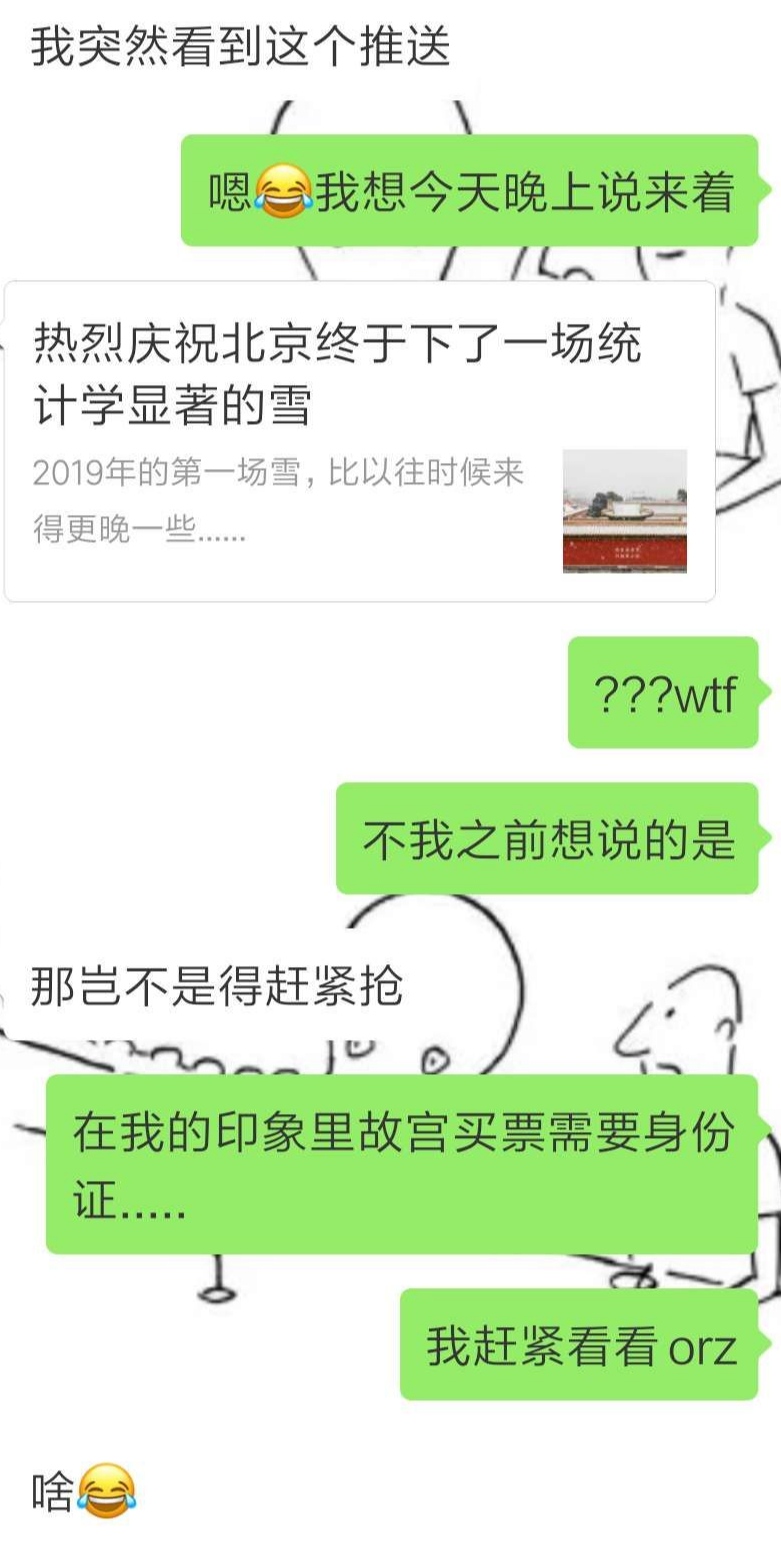 我突然看到这个推送
嗯😂我想今天晚上说来着
热烈庆祝北京终于下了一场统
计学显著的雪
2019年的第一场雪，比以往时候来
得更晚一些......
???wtf
不我之前想说的是
那岂不是得赶紧抢
在我的印象里故宫买票需要身份
证.....
我赶紧看看orz
啥😂